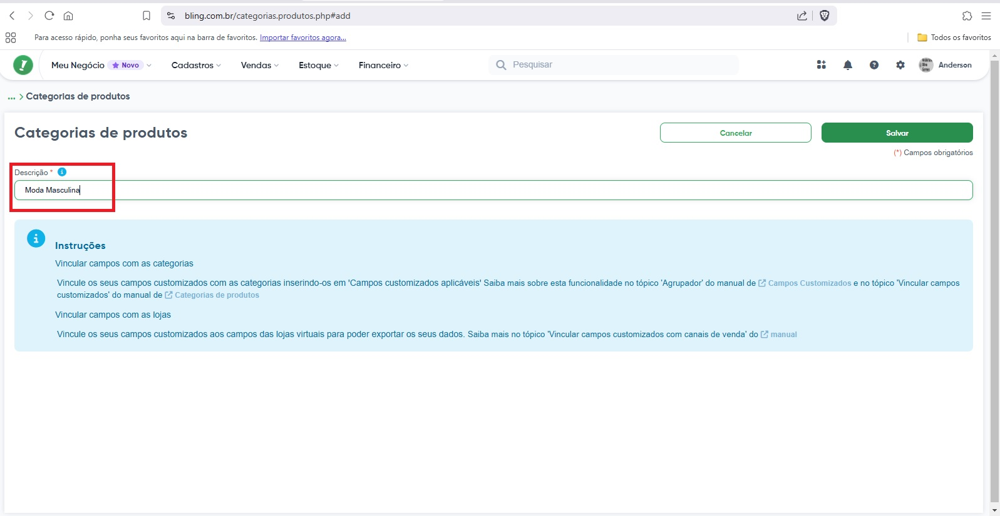 bling.com.br/categorias.produtos.php#add
Para acesso rápido, ponha seus favoritos aqui na barra de favoritos. Importar favoritos agora...
Todos os favoritos
Meu Negócio Novo Cadastros Vendas Estoque Financeiro Pesquisar Anderson
... > Categorias de produtos
Categorias de produtos
Cancelar
Salvar
(*) Campos obrigatórios
Descrição *
Moda Masculina
Instruções
Vincular campos com as categorias
Vincule os seus campos customizados com as categorias inserindo-os em 'Campos customizados aplicáveis' Saiba mais sobre esta funcionalidade no tópico 'Agrupador' do manual de Campos Customizados e no tópico 'Vincular campos
customizados' do manual de Categorias de produtos
Vincular campos com as lojas
Vincule os seus campos customizados aos campos das lojas virtuais para poder exportar os seus dados. Saiba mais no tópico 'Vincular campos customizados com canais de venda' do manual